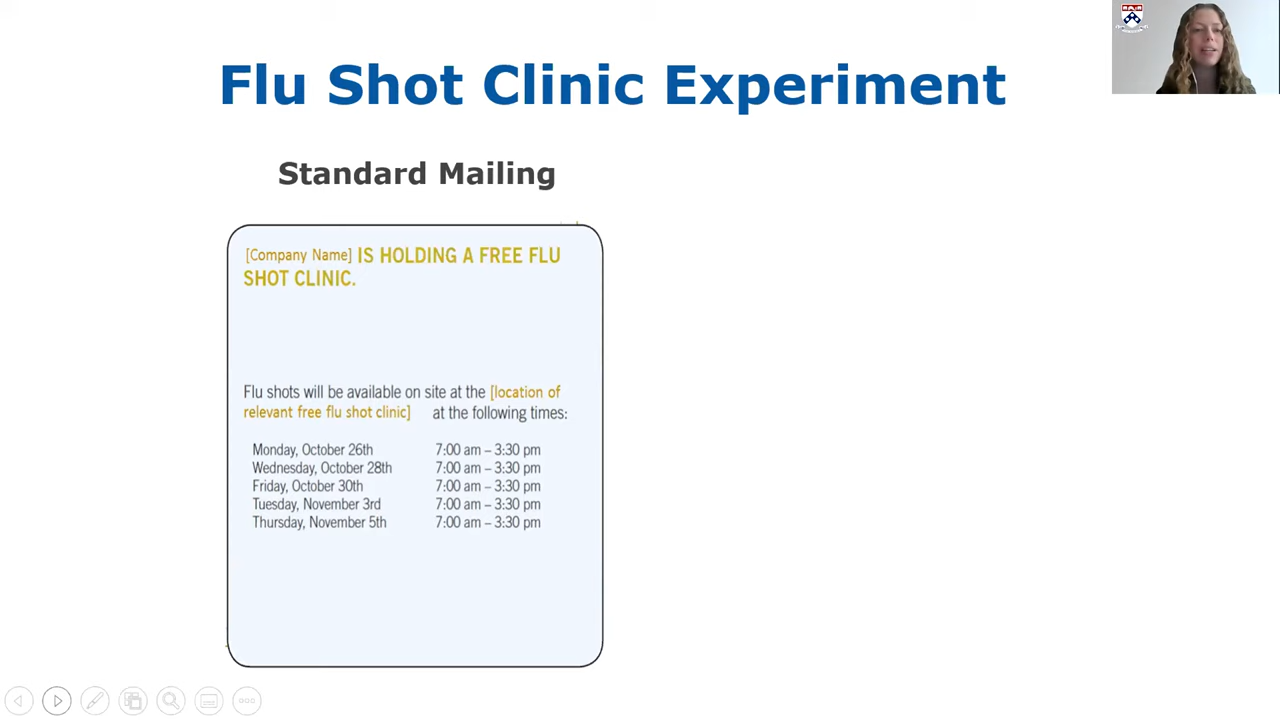 Flu Shot Clinic Experiment
Standard Mailing
[Company Name] IS HOLDING A FREE FLU
SHOT CLINIC.
Flu shots will be available on site at the [location of
relevant free flu shot clinic] at the following times:
Monday, October 26th 7:00 am – 3:30 pm
Wednesday, October 28th 7:00 am – 3:30 pm
Friday, October 30th 7:00 am – 3:30 pm
Tuesday, November 3rd 7:00 am – 3:30 pm
Thursday, November 5th 7:00 am – 3:30 pm